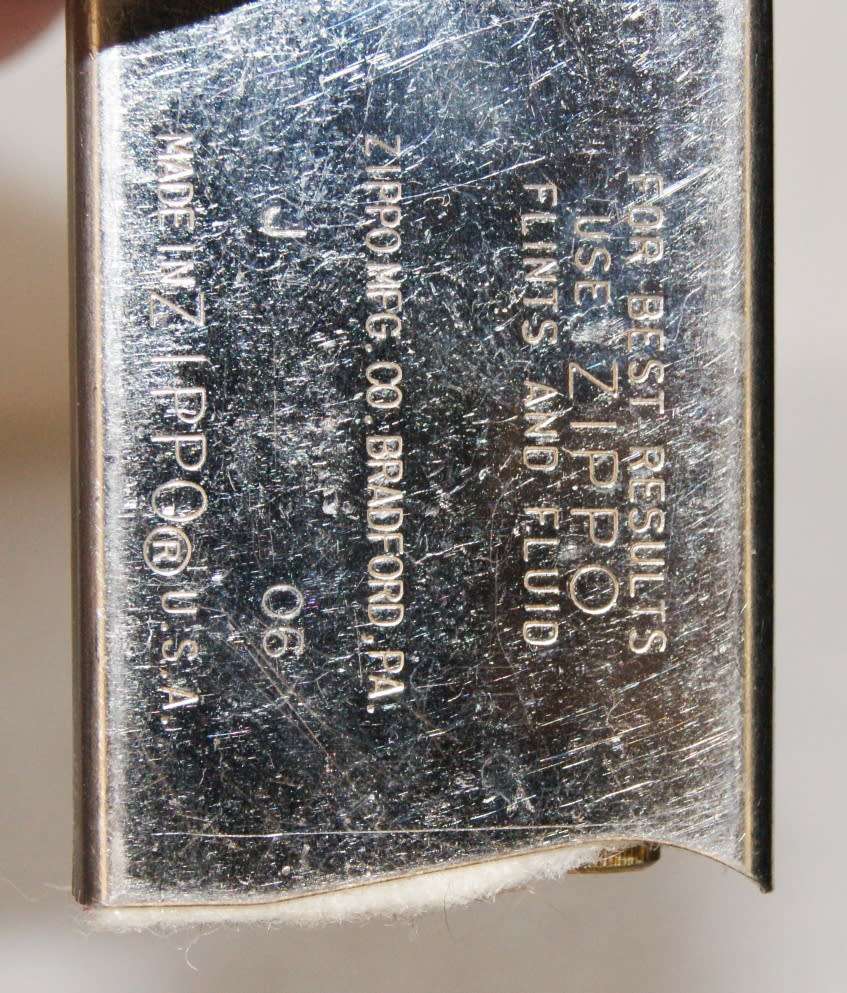 FOR BEST RESULTS
USE ZIPPO
FLINTS AND FLUID
ZIPPO MFG. CO. BRADFORD, PA.
J 06
MADE IN ZIPPO® U.S.A.